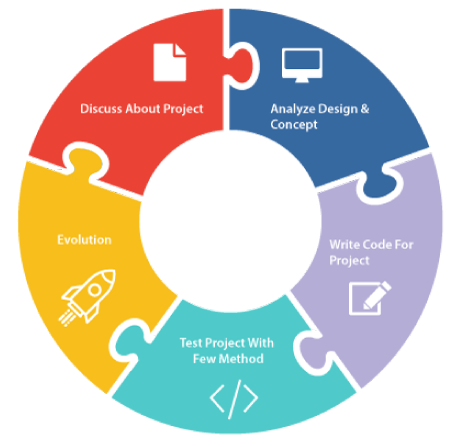 Discuss About Project
Analyze Design &
Concept
Write Code For
Project
Test Project With
Few Method
Evolution